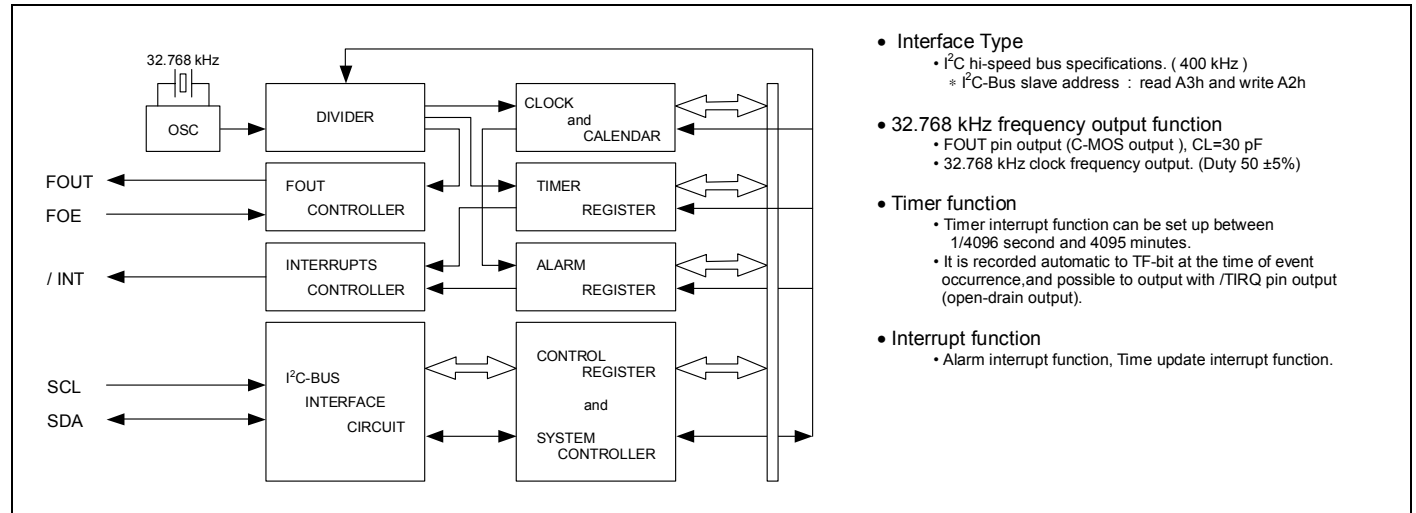 32.768 kHz
OSC
DIVIDER
CLOCK
and
CALENDAR
FOUT
FOE
FOUT
CONTROLLER
TIMER
REGISTER
/ INT
INTERRUPTS
CONTROLLER
ALARM
REGISTER
SCL
SDA
I²C-BUS
INTERFACE
CIRCUIT
CONTROL
REGISTER
and
SYSTEM
CONTROLLER
• Interface Type
• I²C hi-speed bus specifications. ( 400 kHz )
∗ I²C-Bus slave address : read A3h and write A2h
• 32.768 kHz frequency output function
• FOUT pin output (C-MOS output ), CL=30 pF
• 32.768 kHz clock frequency output. (Duty 50 ±5%)
• Timer function
• Timer interrupt function can be set up between
1/4096 second and 4095 minutes.
• It is recorded automatic to TF-bit at the time of event
occurrence,and possible to output with /TIRQ pin output
(open-drain output).
• Interrupt function
• Alarm interrupt function, Time update interrupt function.